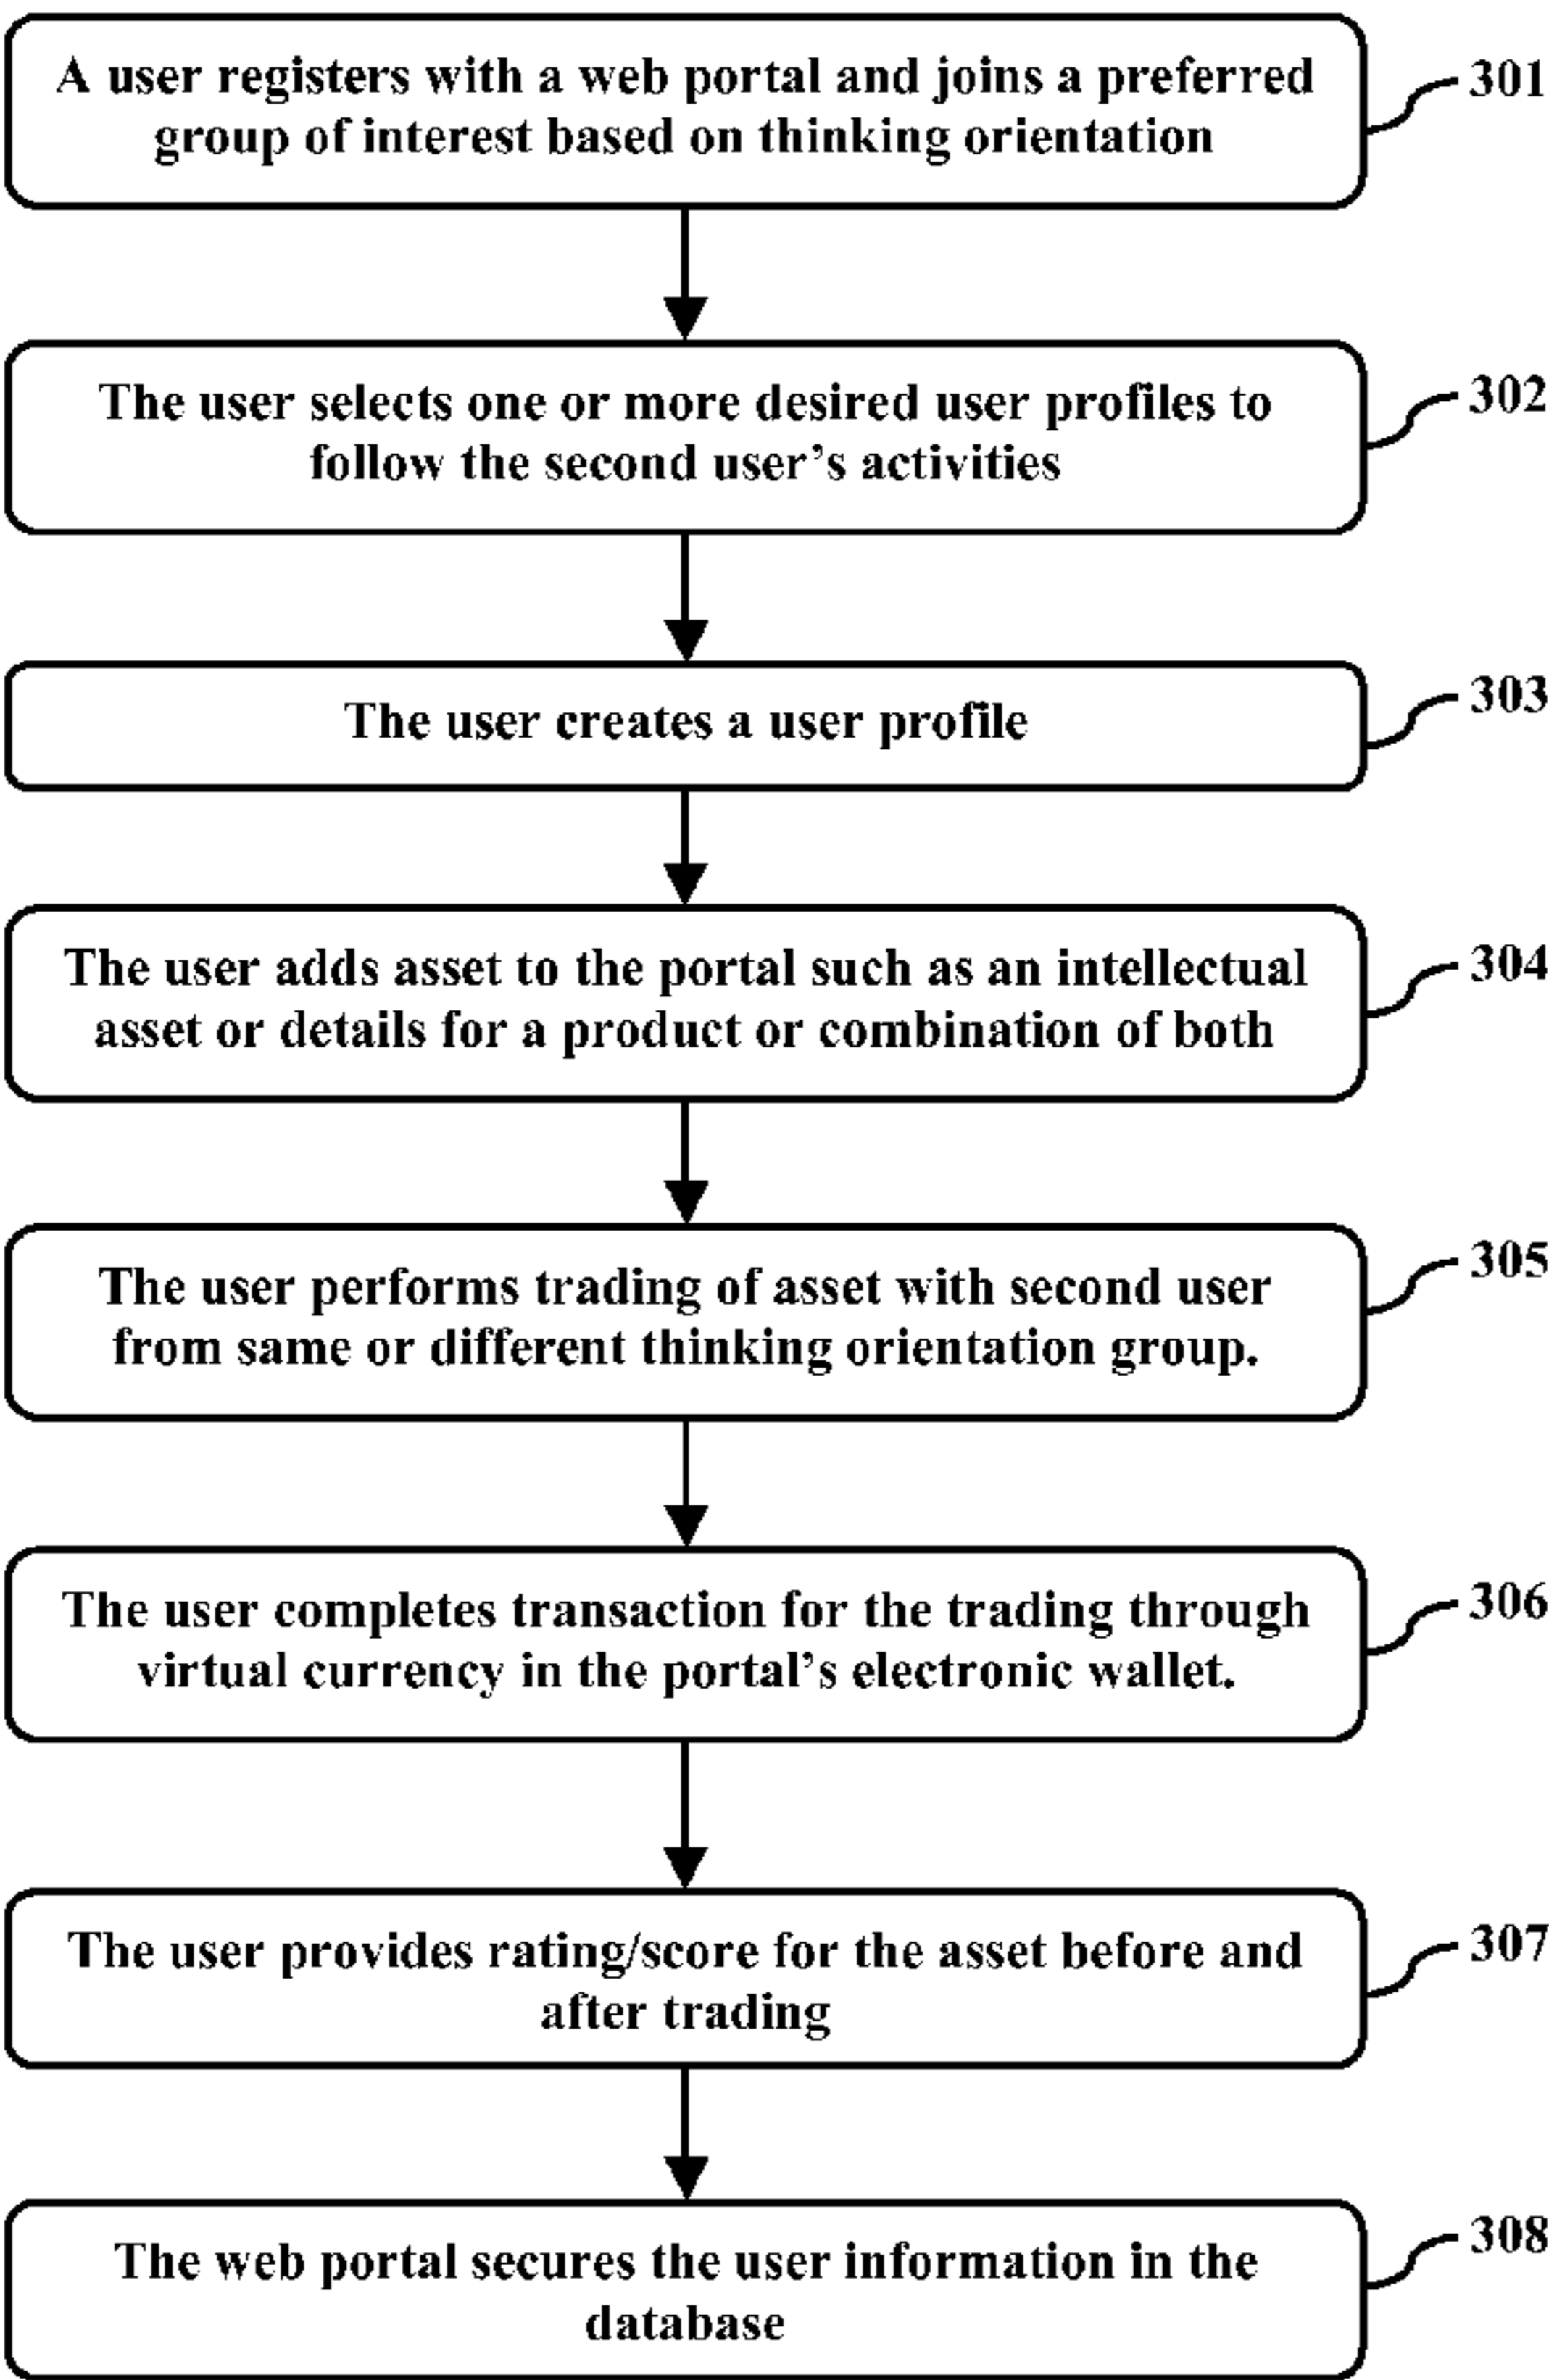 A user registers with a web portal and joins a preferred
group of interest based on thinking orientation
301
The user selects one or more desired user profiles to
follow the second user’s activities
302
The user creates a user profile
303
The user adds asset to the portal such as an intellectual
asset or details for a product or combination of both
304
The user performs trading of asset with second user
from same or different thinking orientation group.
305
The user completes transaction for the trading through
virtual currency in the portal’s electronic wallet.
306
The user provides rating/score for the asset before and
after trading
307
The web portal secures the user information in the
database
308